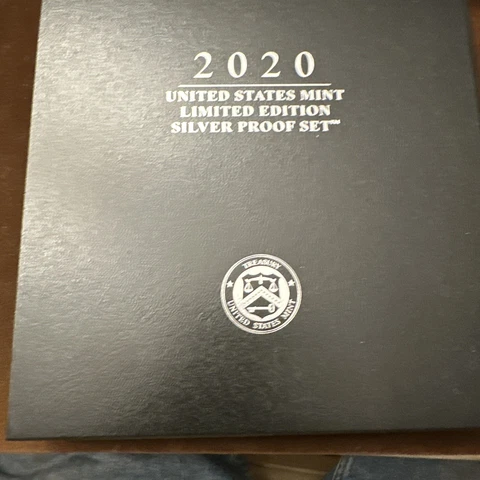 2020
UNITED STATES MINT
LIMITED EDITION
SILVER PROOF SET™
TREASURY
UNITED STATES MINT